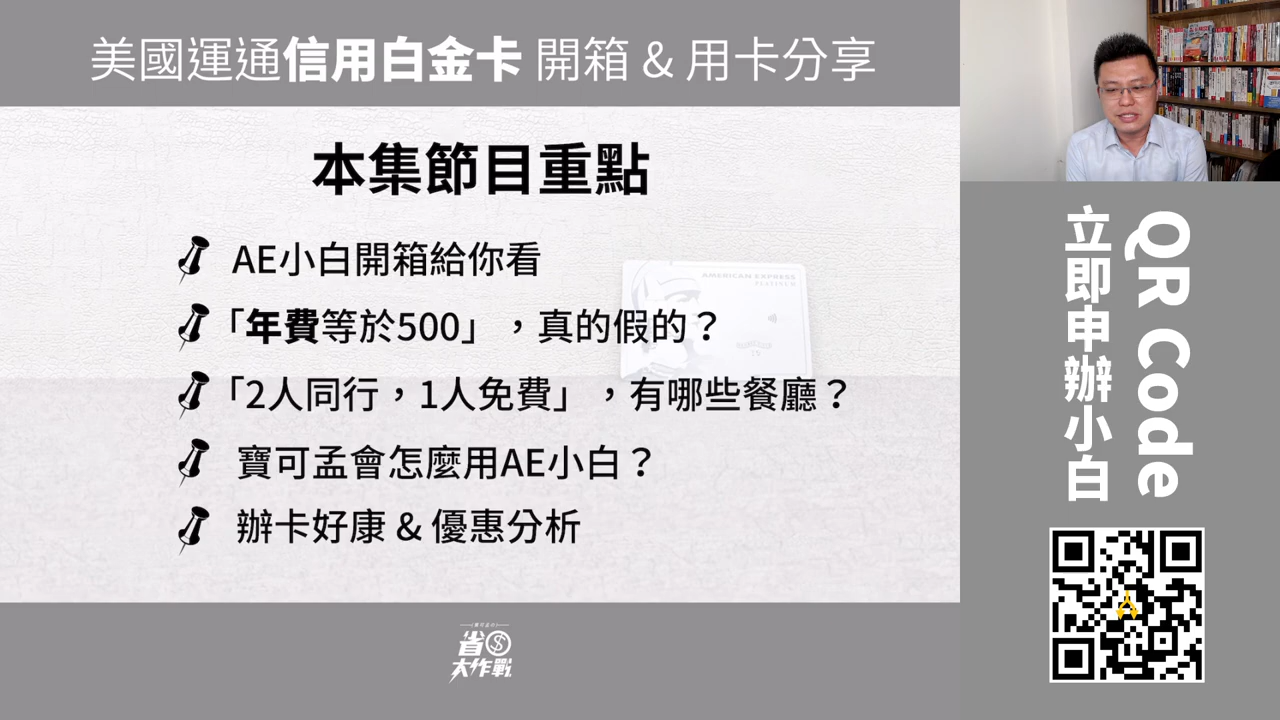 美國運通信用白金卡 開箱 & 用卡分享
本集節目重點
AE小白開箱給你看
「年費等於500」，真的假的？
「2人同行，1人免費」，有哪些餐廳？
寶可孟會怎麼用AE小白？
辦卡好康 & 優惠分析
AMERICAN EXPRESS
PLATINUM
QR Code
立即申辦小白
省$
大作戰